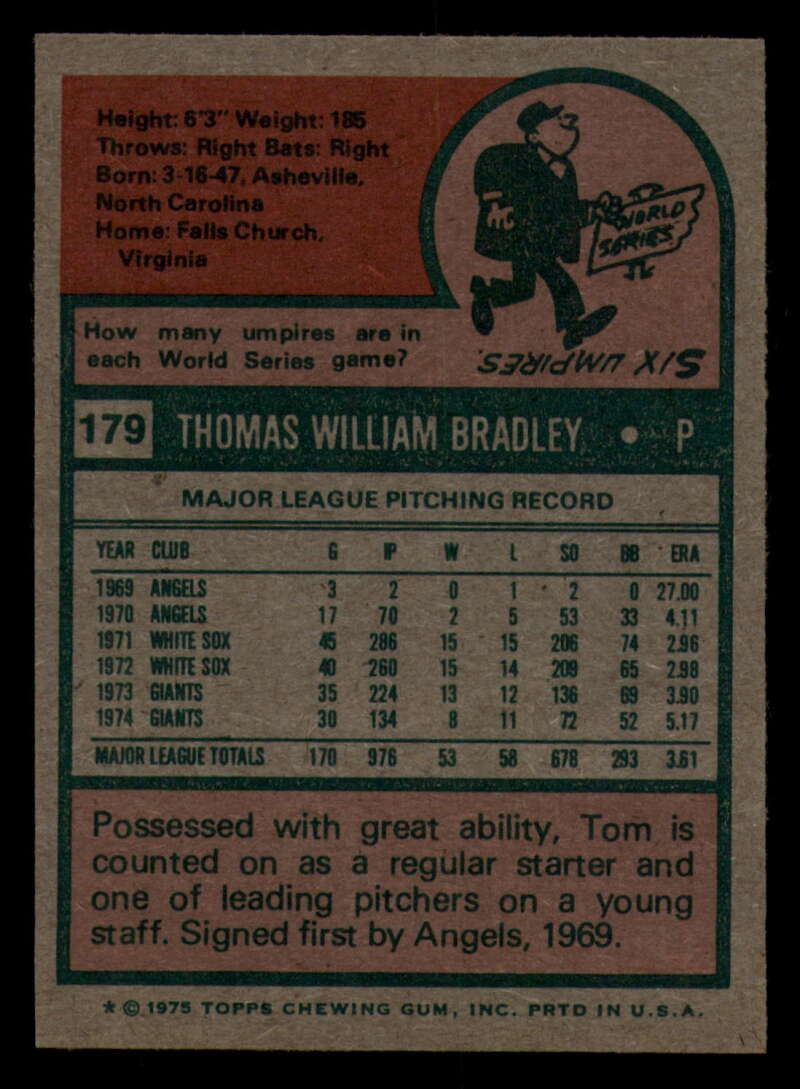 Height: 6'3" Weight: 185
Throws: Right Bats: Right
Born: 3-16-47, Asheville,
North Carolina
Home: Falls Church,
Virginia
WORLD
SERIES
How many umpires are in
each World Series game?
SIX UMPIRES.
179 THOMAS WILLIAM BRADLEY • P
MAJOR LEAGUE PITCHING RECORD
YEAR CLUB G IP W L SO BB ERA
1969 ANGELS 3 2 0 1 2 0 27.00
1970 ANGELS 17 70 2 5 53 33 4.11
1971 WHITE SOX 45 286 15 15 206 74 2.96
1972 WHITE SOX 40 260 15 14 209 65 2.98
1973 GIANTS 35 224 13 12 136 69 3.90
1974 GIANTS 30 134 8 11 72 52 5.17
MAJOR LEAGUE TOTALS 170 976 53 58 678 293 3.61
Possessed with great ability, Tom is
counted on as a regular starter and
one of leading pitchers on a young
staff. Signed first by Angels, 1969.
* © 1975 TOPPS CHEWING GUM, INC. PRTD IN U.S.A.